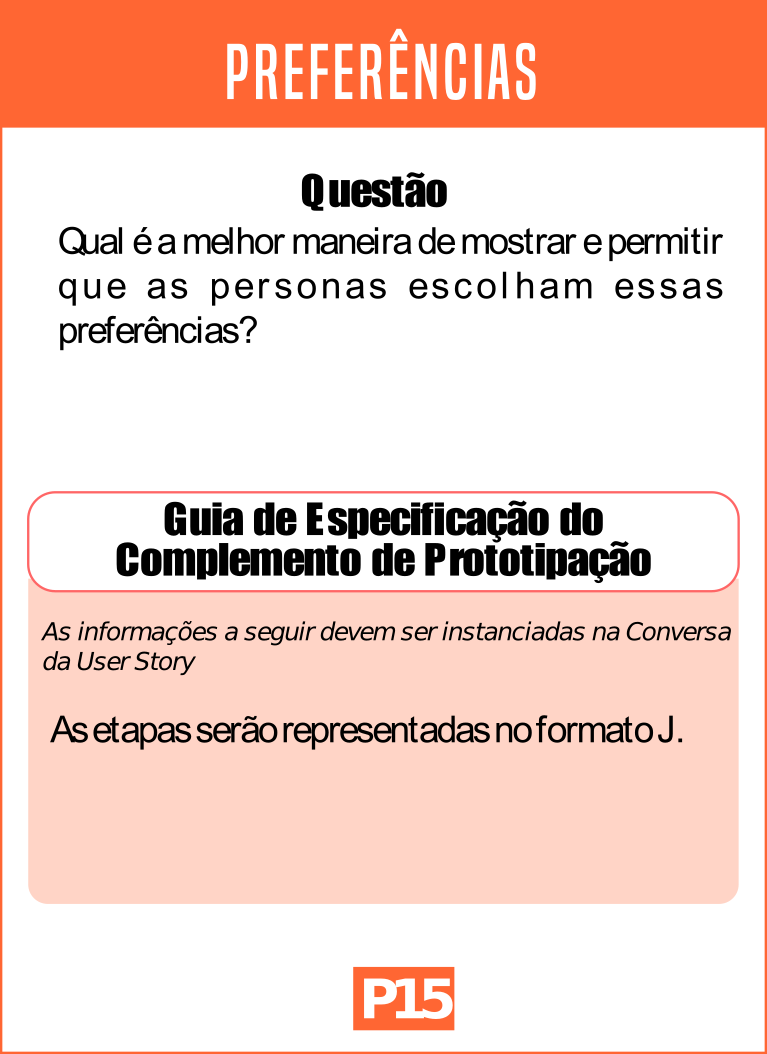 PREFERÊNCIAS
Questão
Qual é a melhor maneira de mostrar e permitir
que as personas escolham essas
preferências?
Guia de Especificação do
Complemento de Prototipação
As informações a seguir devem ser instanciadas na Conversa
da User Story
As etapas serão representadas no formato J.
P15